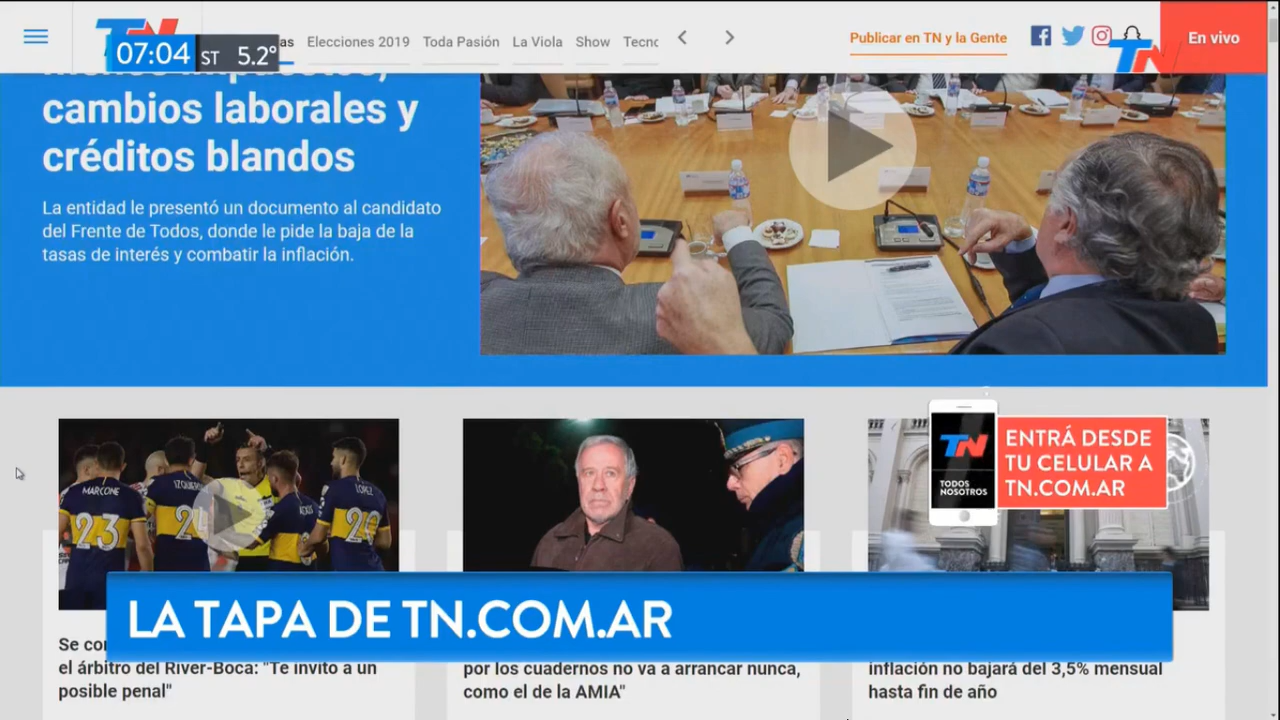 TN
07:04
ST 5.2°
as
Elecciones 2019
Toda Pasión
La Viola
Show
Tecno
Publicar en TN y la Gente
TN
En vivo
cambios laborales y
créditos blandos
La entidad le presentó un documento al candidato
del Frente de Todos, donde le pide la baja de la
tasas de interés y combatir la inflación.
MARCONE
23
LOPEZ
TN
TODOS
NOSOTROS
ENTRÁ DESDE
TU CELULAR A
TN.COM.AR
LA TAPA DE TN.COM.AR
Se
el árbitro del River-Boca: "Te invito a un
posible penal"
por los cuadernos no va a arrancar nunca,
como el de la AMIA"
inflación no bajará del 3,5% mensual
hasta fin de año